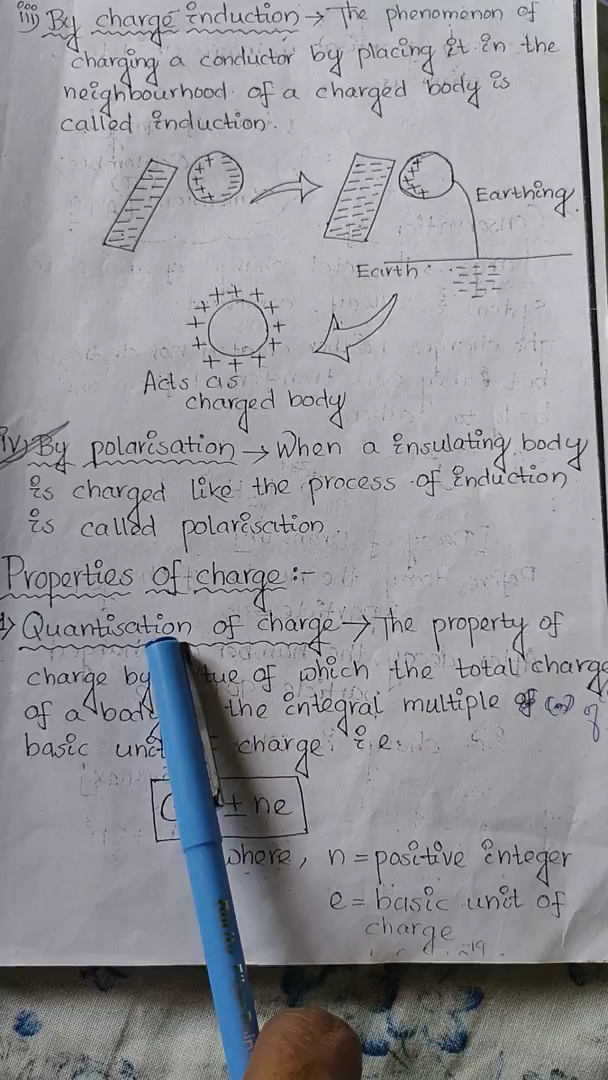 iii) By charge induction → The phenomenon of
charging a conductor by placing it in the
neighbourhood of a charged body is
called induction.
Earthing.
Earth
Acts as
charged body
iv) By polarisation → When a insulating body
is charged like the process of induction
is called polarisation.
Properties of charge :-
1) Quantisation of charge → The property of
charge by of which the total charge
of a the integral multiple of
basic charge. i.e.
± ne
where, n = positive integer
e = basic unit of
charge